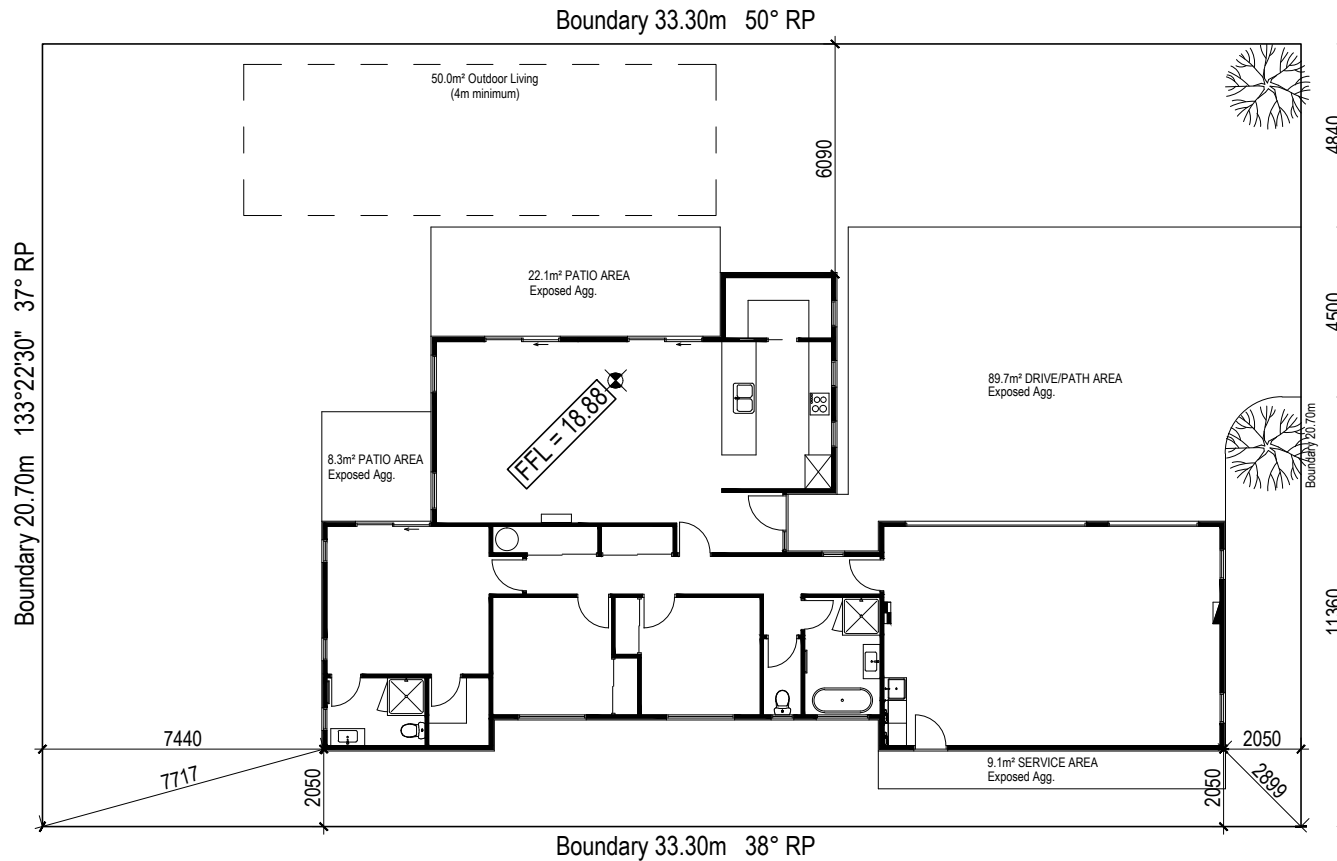 Boundary 33.30m 50° RP
50.0m² Outdoor Living
(4m minimum)
4840
6090
Boundary 20.70m 133°22'30" 37° RP
22.1m² PATIO AREA
Exposed Agg.
4500
89.7m² DRIVE/PATH AREA
Exposed Agg.
FFL = 18.88
Boundary 20.70m
8.3m² PATIO AREA
Exposed Agg.
11360
7440
7717
2050
2050
2050
2899
9.1m² SERVICE AREA
Exposed Agg.
Boundary 33.30m 38° RP